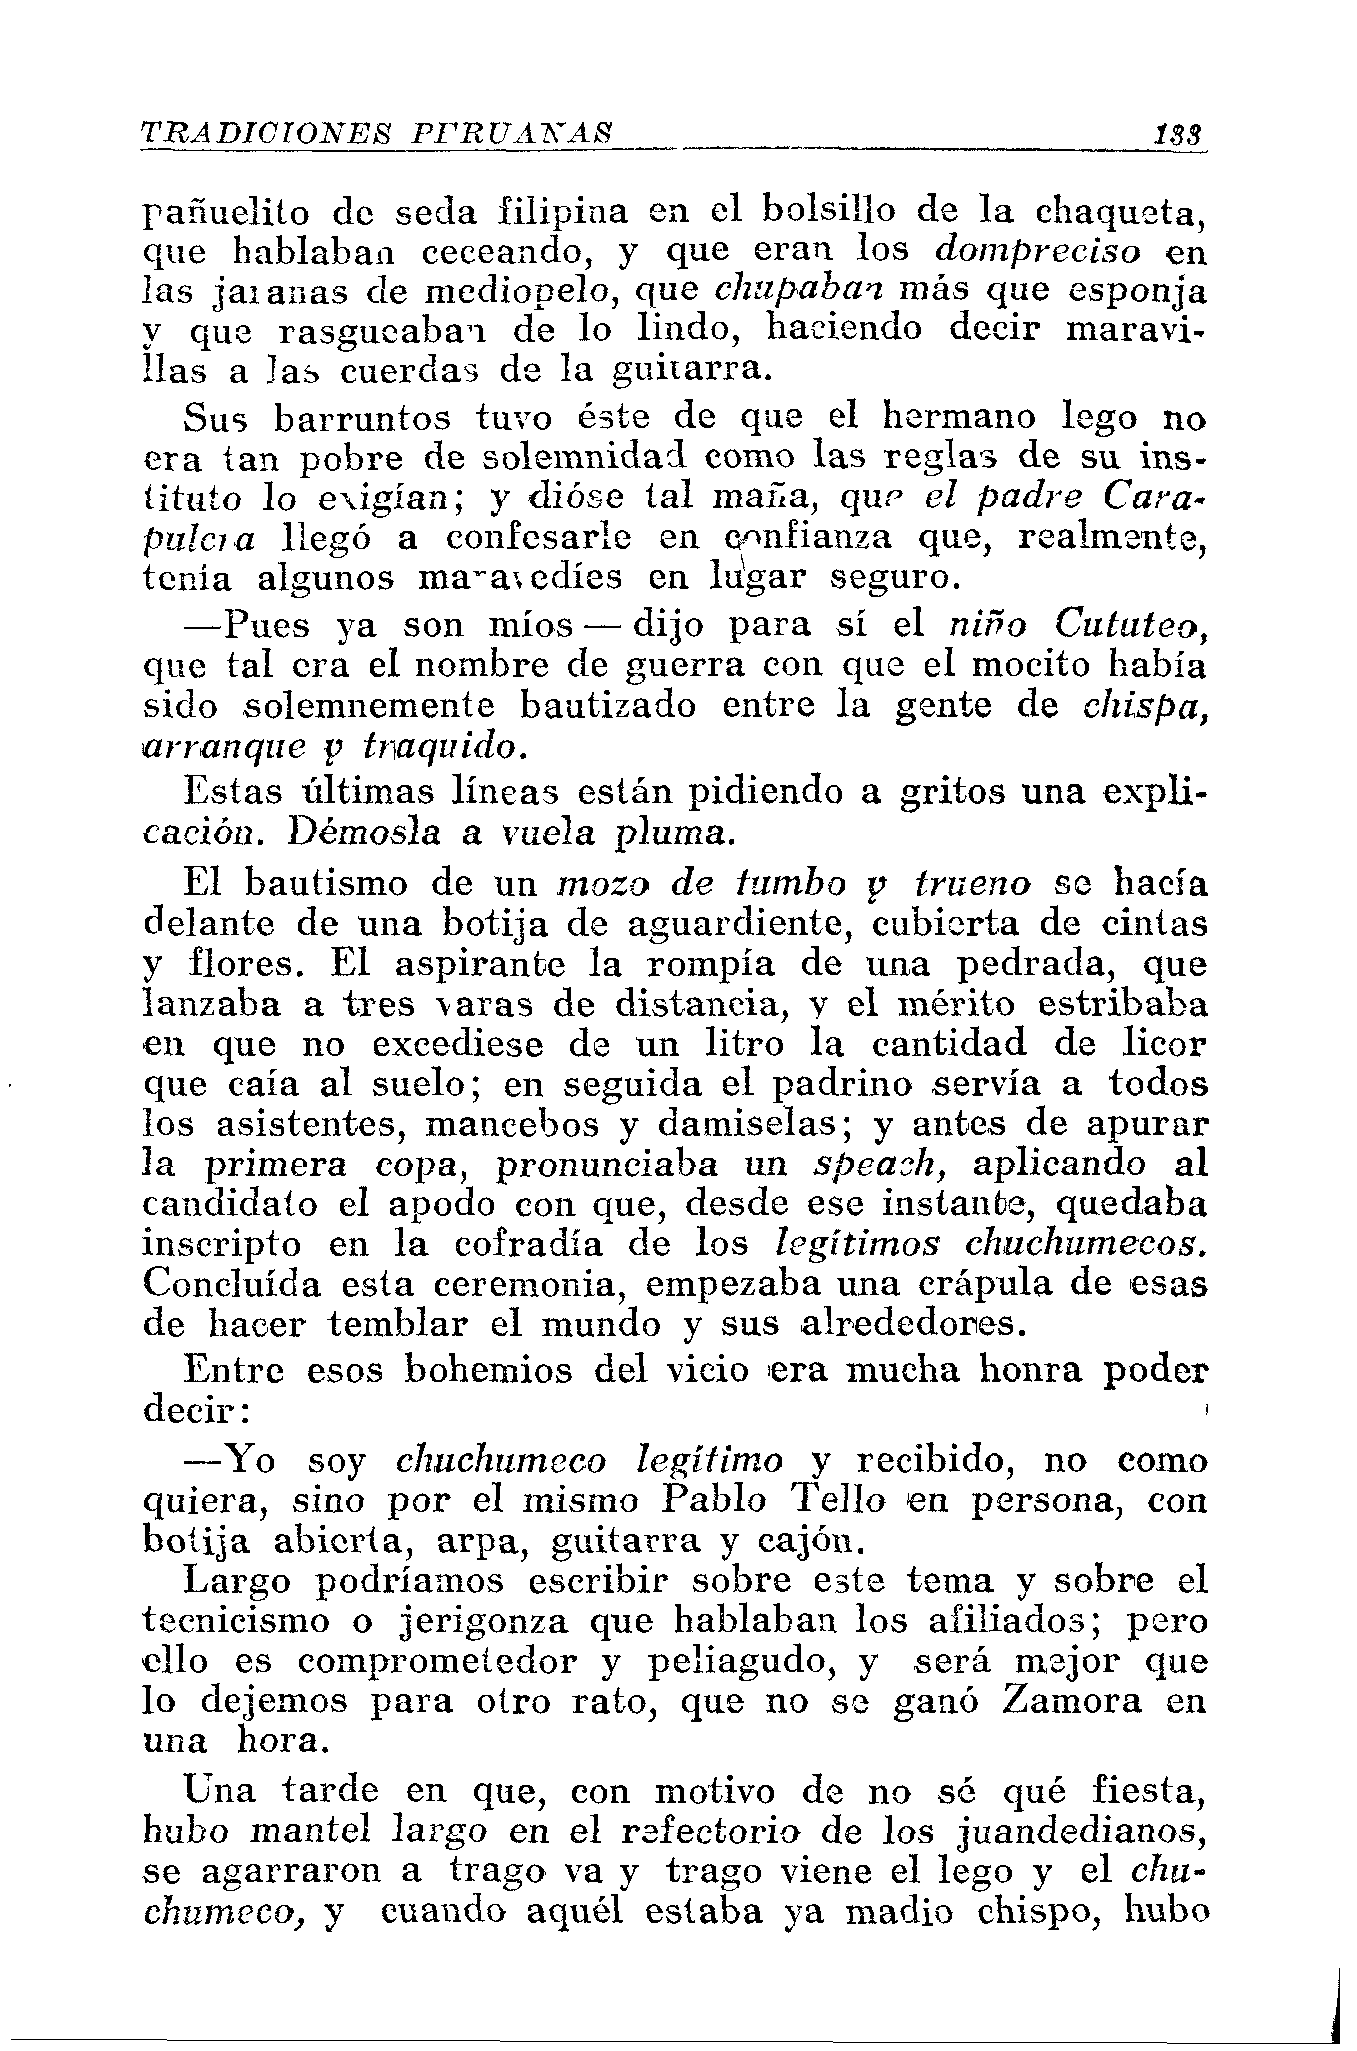 TRADICIONES PERUANAS 133
pañuelito de seda filipina en el bolsillo de la chaqueta,
que hablaban ceceando, y que eran los dompreciso en
las jaranas de mediopelo, que chupaban más que esponja
y que rasgueaban de lo lindo, haciendo decir maravi-
llas a las cuerdas de la guitarra.
Sus barruntos tuvo éste de que el hermano lego no
era tan pobre de solemnidad como las reglas de su ins-
tituto lo exigían; y dióse tal maña, que el padre Cara-
pulcra llegó a confesarle en confianza que, realmente,
tenía algunos maravedíes en lugar seguro.
—Pues ya son míos — dijo para sí el niño Cututeo,
que tal era el nombre de guerra con que el mocito había
sido solemnemente bautizado entre la gente de chispa,
arranque y traquido.
Estas últimas líneas están pidiendo a gritos una expli-
cación. Démosla a vuela pluma.
El bautismo de un mozo de tumbo y trueno se hacía
delante de una botija de aguardiente, cubierta de cintas
y flores. El aspirante la rompía de una pedrada, que
lanzaba a tres varas de distancia, y el mérito estribaba
en que no excediese de un litro la cantidad de licor
que caía al suelo; en seguida el padrino servía a todos
los asistentes, mancebos y damiselas; y antes de apurar
la primera copa, pronunciaba un speach, aplicando al
candidato el apodo con que, desde ese instante, quedaba
inscripto en la cofradía de los legítimos chuchumecos.
Concluída esta ceremonia, empezaba una crápula de esas
de hacer temblar el mundo y sus alrededores.
Entre esos bohemios del vicio era mucha honra poder
decir:
—Yo soy chuchumeco legítimo y recibido, no como
quiera, sino por el mismo Pablo Tello en persona, con
botija abierta, arpa, guitarra y cajón.
Largo podríamos escribir sobre este tema y sobre el
tecnicismo o jerigonza que hablaban los afiliados; pero
ello es comprometedor y peliagudo, y será mejor que
lo dejemos para otro rato, que no se ganó Zamora en
una hora.
Una tarde en que, con motivo de no sé qué fiesta,
hubo mantel largo en el refectorio de los juandedianos,
se agarraron a trago va y trago viene el lego y el chu-
chumeco, y cuando aquél estaba ya madio chispo, hubo